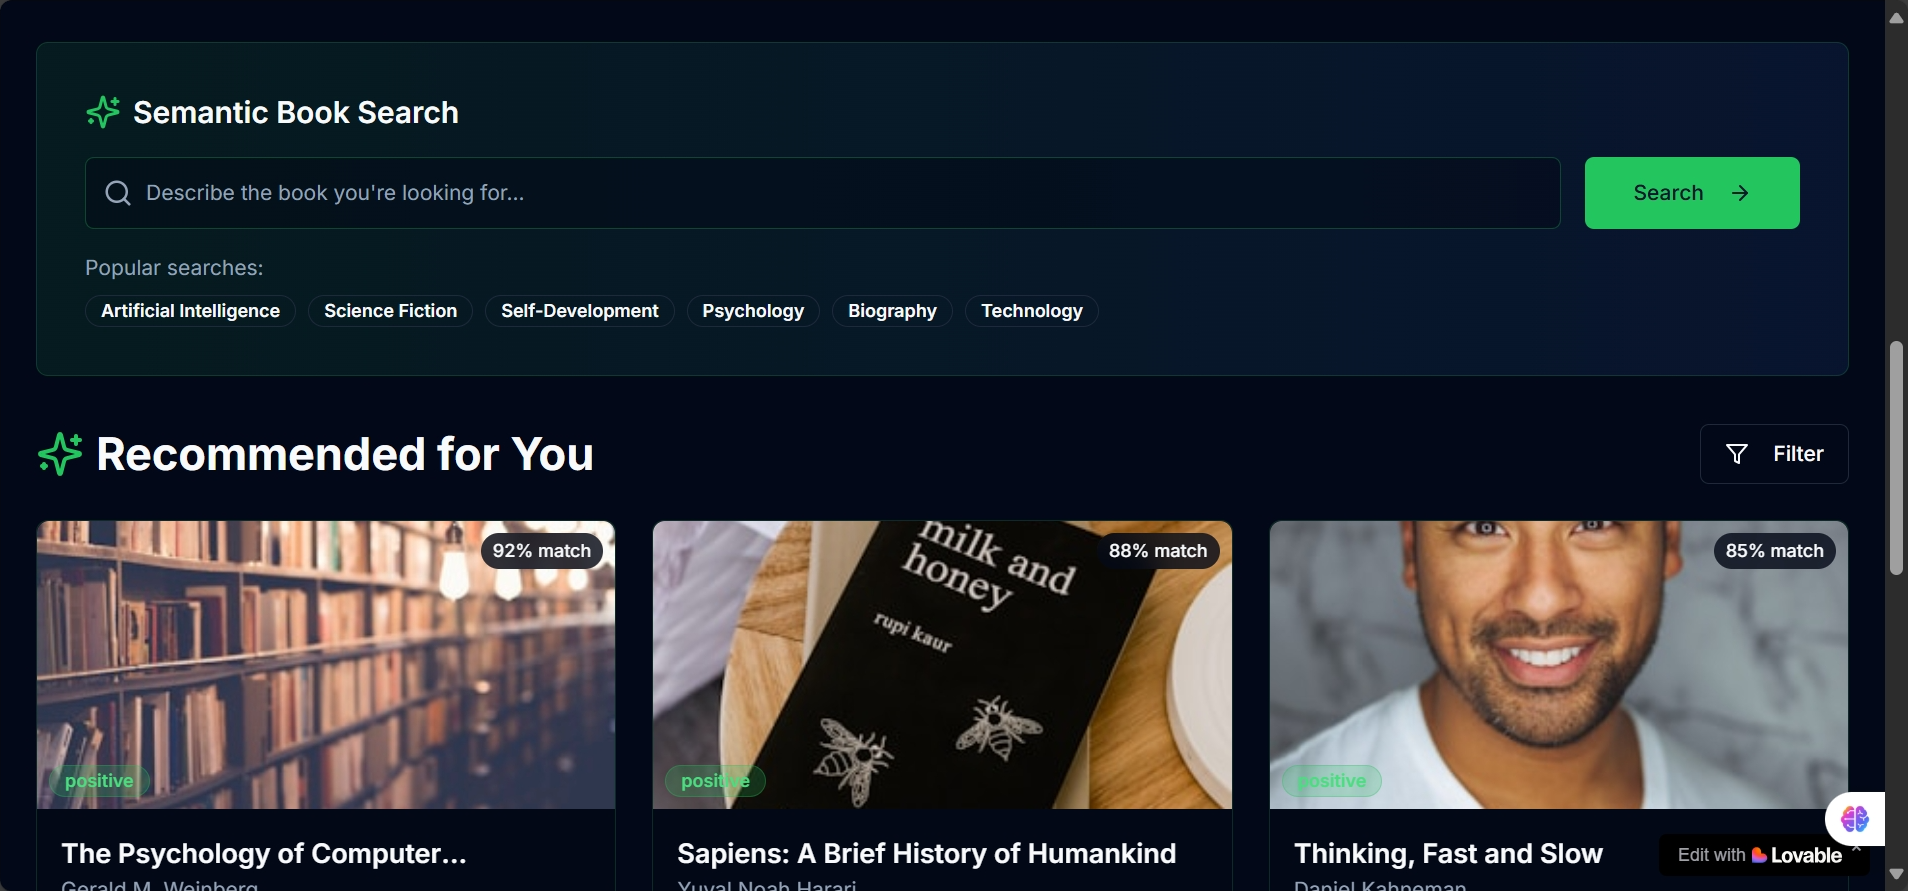 Semantic Book Search
Describe the book you're looking for...
Search
Popular searches:
Artificial Intelligence
Science Fiction
Self-Development
Psychology
Biography
Technology
Recommended for You
Filter
92% match
88% match
85% match
milk and
honey
rupi kaur
positive
positive
positive
The Psychology of Computer...
Sapiens: A Brief History of Humankind
Thinking, Fast and Slow
Gerald M. Weinberg
Yuval Noah Harari
Daniel Kahneman
Edit with Lovable